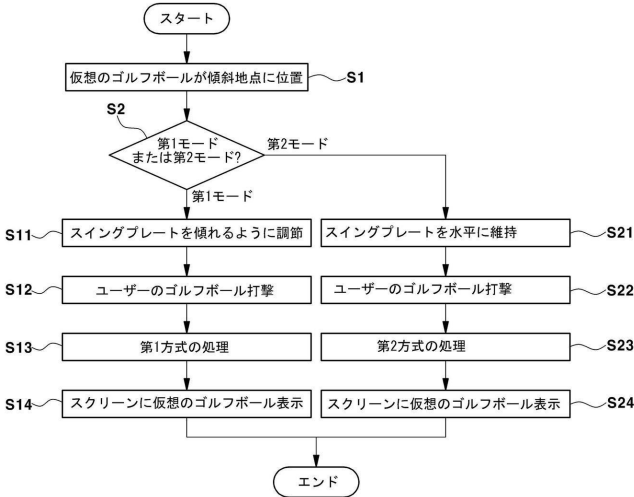 スタート
仮想のゴルフボールが傾斜地点に位置
S1
S2
第1モード
または第2モード?
第2モード
第1モード
S11
スイングプレートを傾れるように調節
スイングプレートを水平に維持
S21
S12
ユーザーのゴルフボール打撃
ユーザーのゴルフボール打撃
S22
S13
第1方式の処理
第2方式の処理
S23
S14
スクリーンに仮想のゴルフボール表示
スクリーンに仮想のゴルフボール表示
S24
エンド